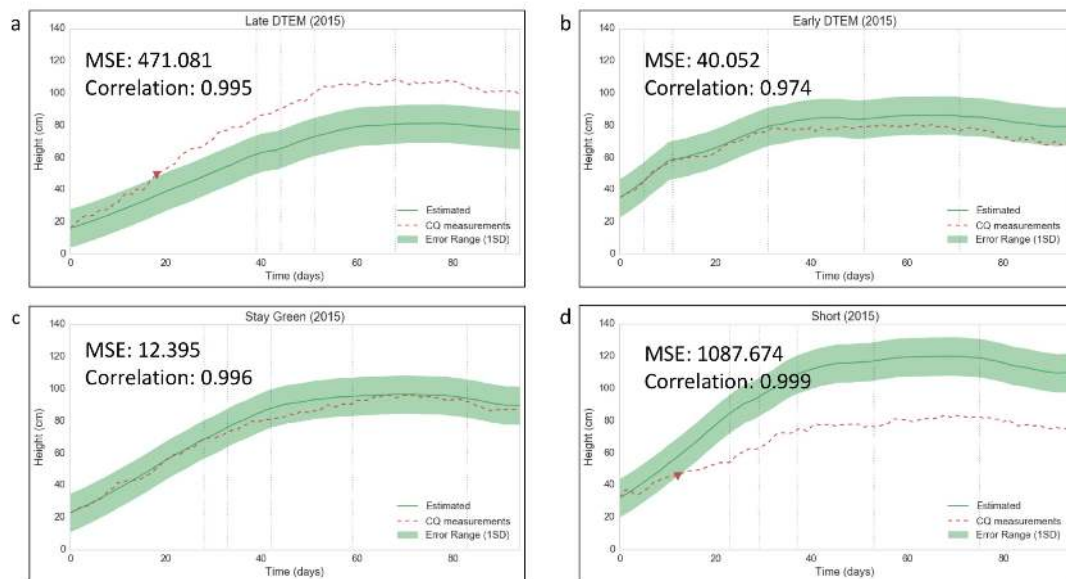 a
Late DTEM (2015)
MSE: 471.081
Correlation: 0.995
Height (cm)
140
120
100
80
60
40
20
0
0 20 40 60 80
Time (days)
Estimated
CQ measurements
Error Range (1SD)
b
Early DTEM (2015)
MSE: 40.052
Correlation: 0.974
Height (cm)
140
120
100
80
60
40
20
0
0 20 40 60 80
Time (days)
Estimated
CQ measurements
Error Range (1SD)
c
Stay Green (2015)
MSE: 12.395
Correlation: 0.996
Height (cm)
140
120
100
80
60
40
20
0
0 20 40 60 80
Time (days)
Estimated
CQ measurements
Error Range (1SD)
d
Short (2015)
MSE: 1087.674
Correlation: 0.999
Height (cm)
140
120
100
80
60
40
20
0
0 20 40 60 80
Time (days)
Estimated
CQ measurements
Error Range (1SD)